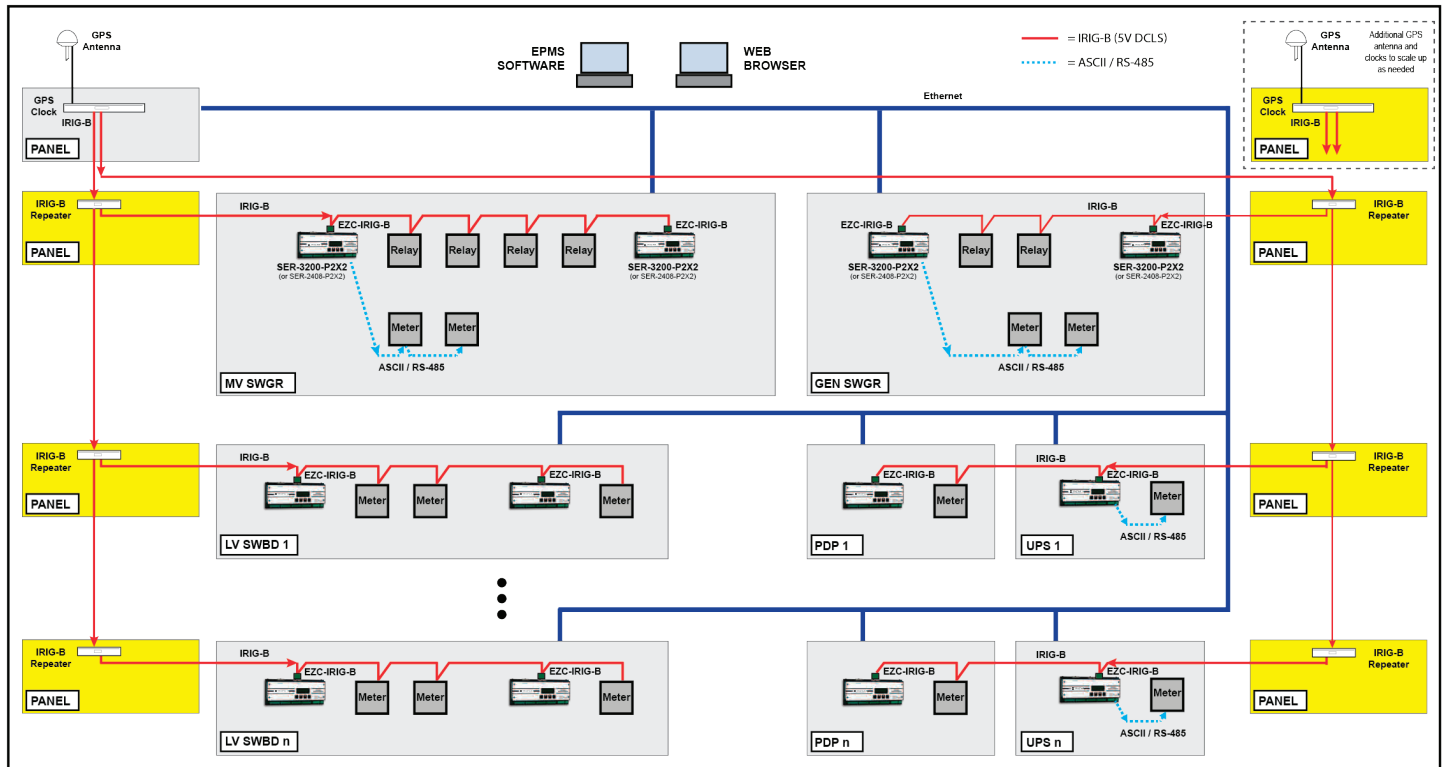 GPS
Antenna
EPMS
SOFTWARE
WEB
BROWSER
= IRIG-B (5V DCLS)
= ASCII / RS-485
GPS
Antenna
Additional GPS
antenna and
clocks to scale up
as needed
Ethernet
GPS
Clock
IRIG-B
PANEL
GPS
Clock
IRIG-B
PANEL
IRIG-B
Repeater
PANEL
IRIG-B
EZC-IRIG-B
Relay
Relay
Relay
Relay
EZC-IRIG-B
SER-3200-P2X2
(or SER-2408-P2X2)
SER-3200-P2X2
(or SER-2408-P2X2)
Meter
Meter
ASCII / RS-485
MV SWGR
IRIG-B
EZC-IRIG-B
Relay
Relay
EZC-IRIG-B
SER-3200-P2X2
(or SER-2408-P2X2)
SER-3200-P2X2
(or SER-2408-P2X2)
Meter
Meter
ASCII / RS-485
GEN SWGR
IRIG-B
Repeater
PANEL
IRIG-B
Repeater
PANEL
IRIG-B
EZC-IRIG-B
Meter
Meter
EZC-IRIG-B
Meter
LV SWBD 1
EZC-IRIG-B
Meter
PDP 1
IRIG-B
EZC-IRIG-B
Meter
ASCII / RS-485
UPS 1
IRIG-B
Repeater
PANEL
IRIG-B
Repeater
PANEL
IRIG-B
EZC-IRIG-B
Meter
Meter
EZC-IRIG-B
Meter
LV SWBD n
EZC-IRIG-B
Meter
PDP n
IRIG-B
EZC-IRIG-B
Meter
ASCII / RS-485
UPS n
IRIG-B
Repeater
PANEL